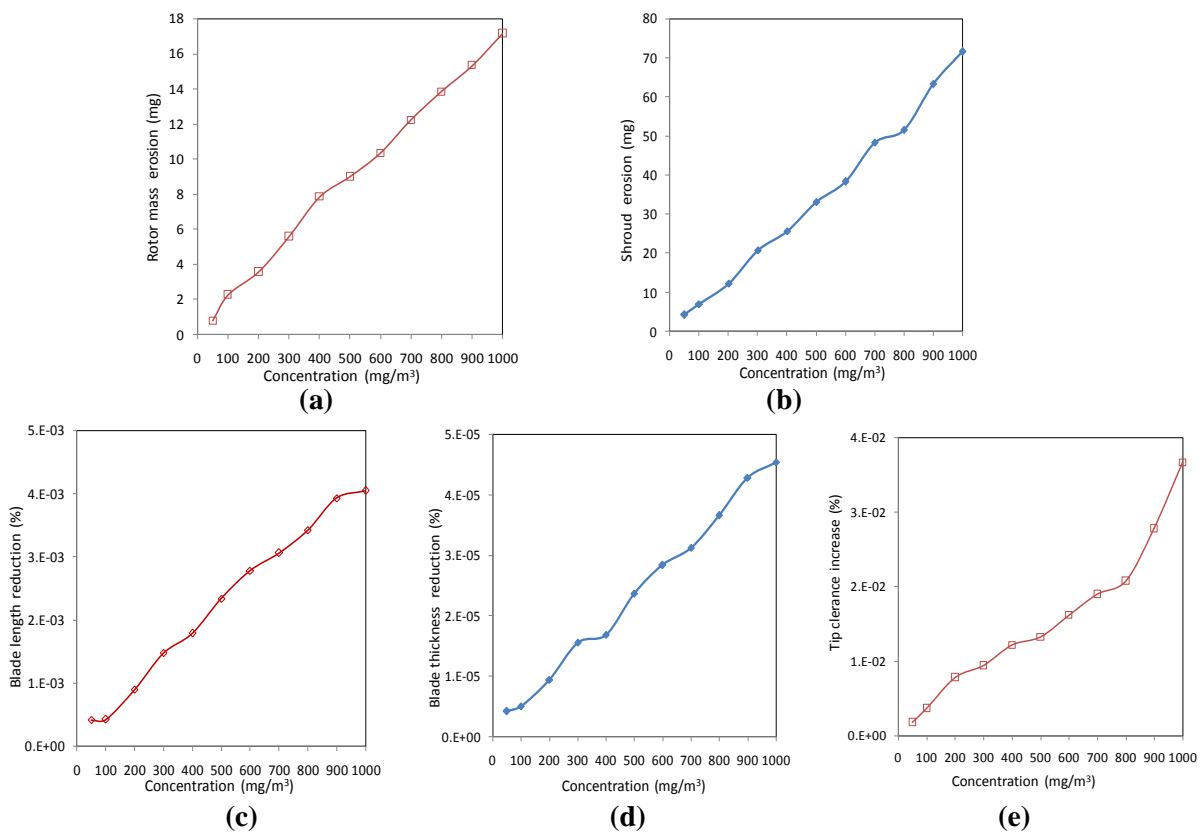 18
16
14
12
10
8
6
4
2
0
Rotor mass erosion (mg)
0 100 200 300 400 500 600 700 800 900 1000
Concentration (mg/m³)
(a)
80
70
60
50
40
30
20
10
0
Shroud erosion (mg)
0 100 200 300 400 500 600 700 800 900 1000
Concentration (mg/m³)
(b)
5.E-03
4.E-03
3.E-03
2.E-03
1.E-03
0.E+00
Blade length reduction (%)
0 100 200 300 400 500 600 700 800 900 1000
Concentration (mg/m³)
(c)
5.E-05
4.E-05
3.E-05
2.E-05
1.E-05
0.E+00
Blade thickness reduction (%)
0 100 200 300 400 500 600 700 800 900 1000
Concentration (mg/m³)
(d)
4.E-02
3.E-02
2.E-02
1.E-02
0.E+00
Tip clerance increase (%)
0 100 200 300 400 500 600 700 800 900 1000
Concentration (mg/m³)
(e)